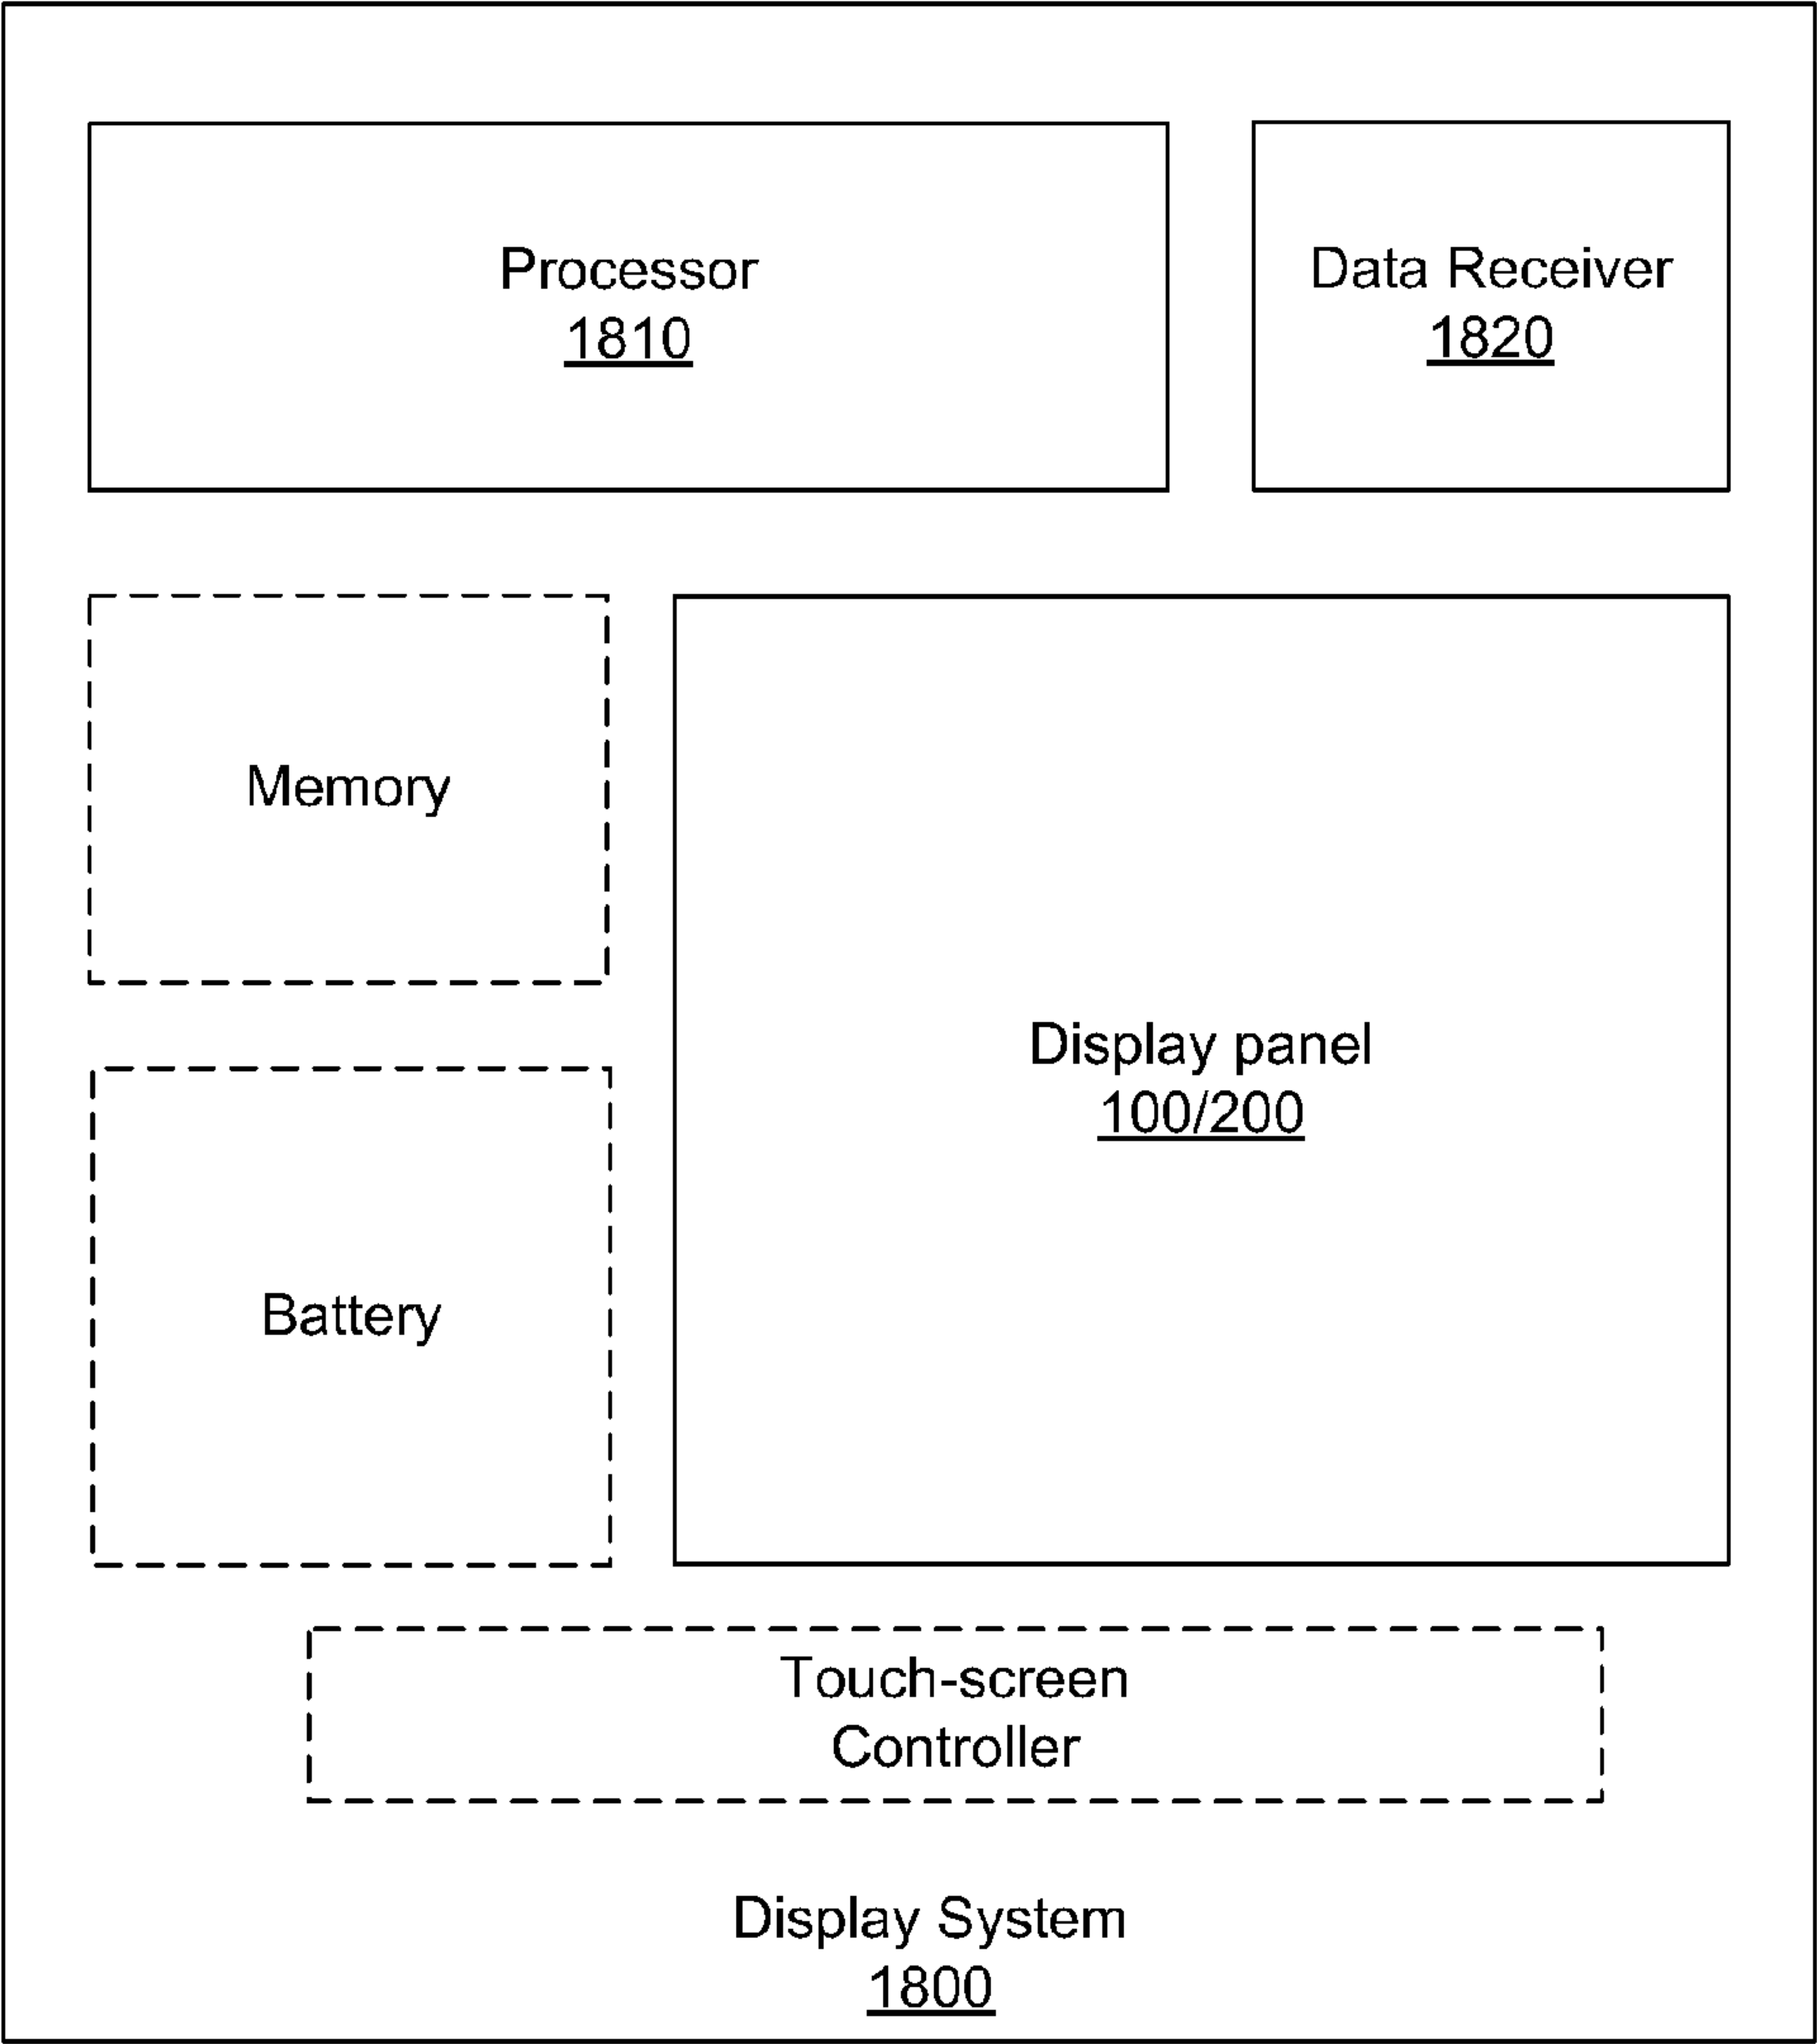 Processor
1810
Data Receiver
1820
Memory
Display panel
100/200
Battery
Touch-screen
Controller
Display System
1800